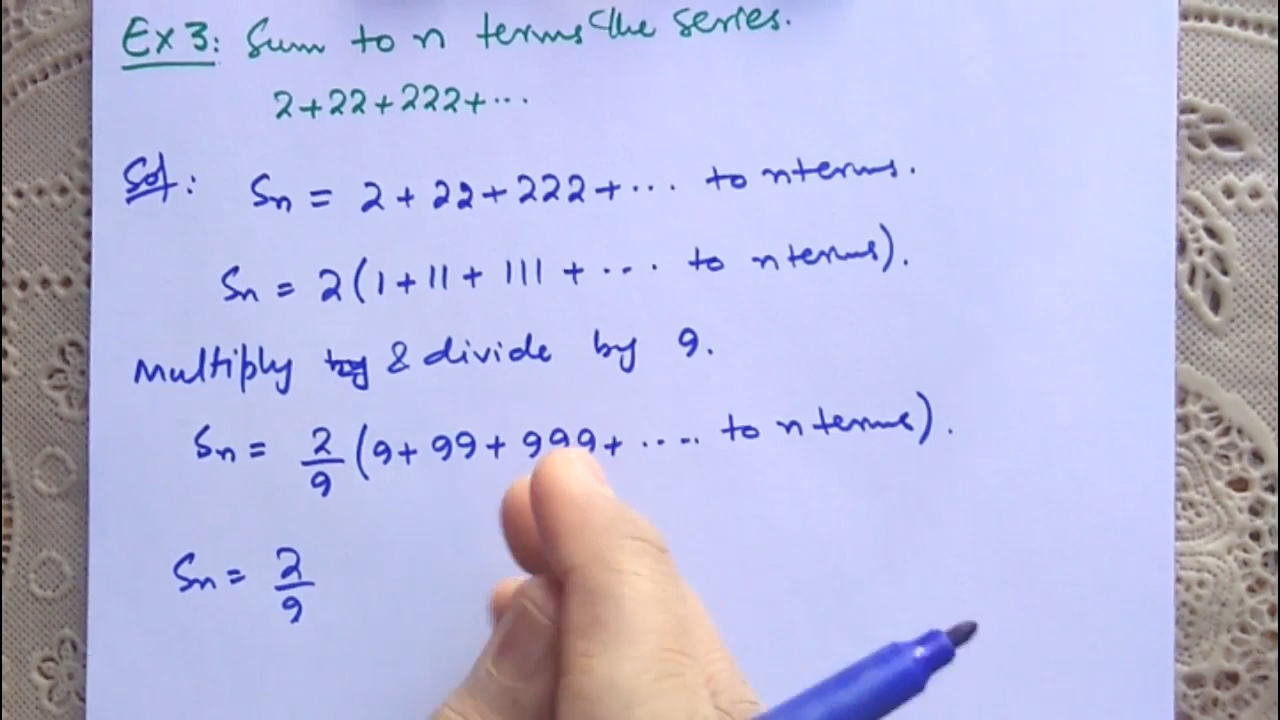 Ex 3: Sum to n terms the series.
2+22+222+...
Sol: Sn = 2 + 22 + 222 + ... to n terms.
Sn = 2 (1 + 11 + 111 + ... to n terms).
Multiply by & divide by 9.
Sn = 2/9 (9 + 99 + 999 + .... to n terms).
Sn = 2/9